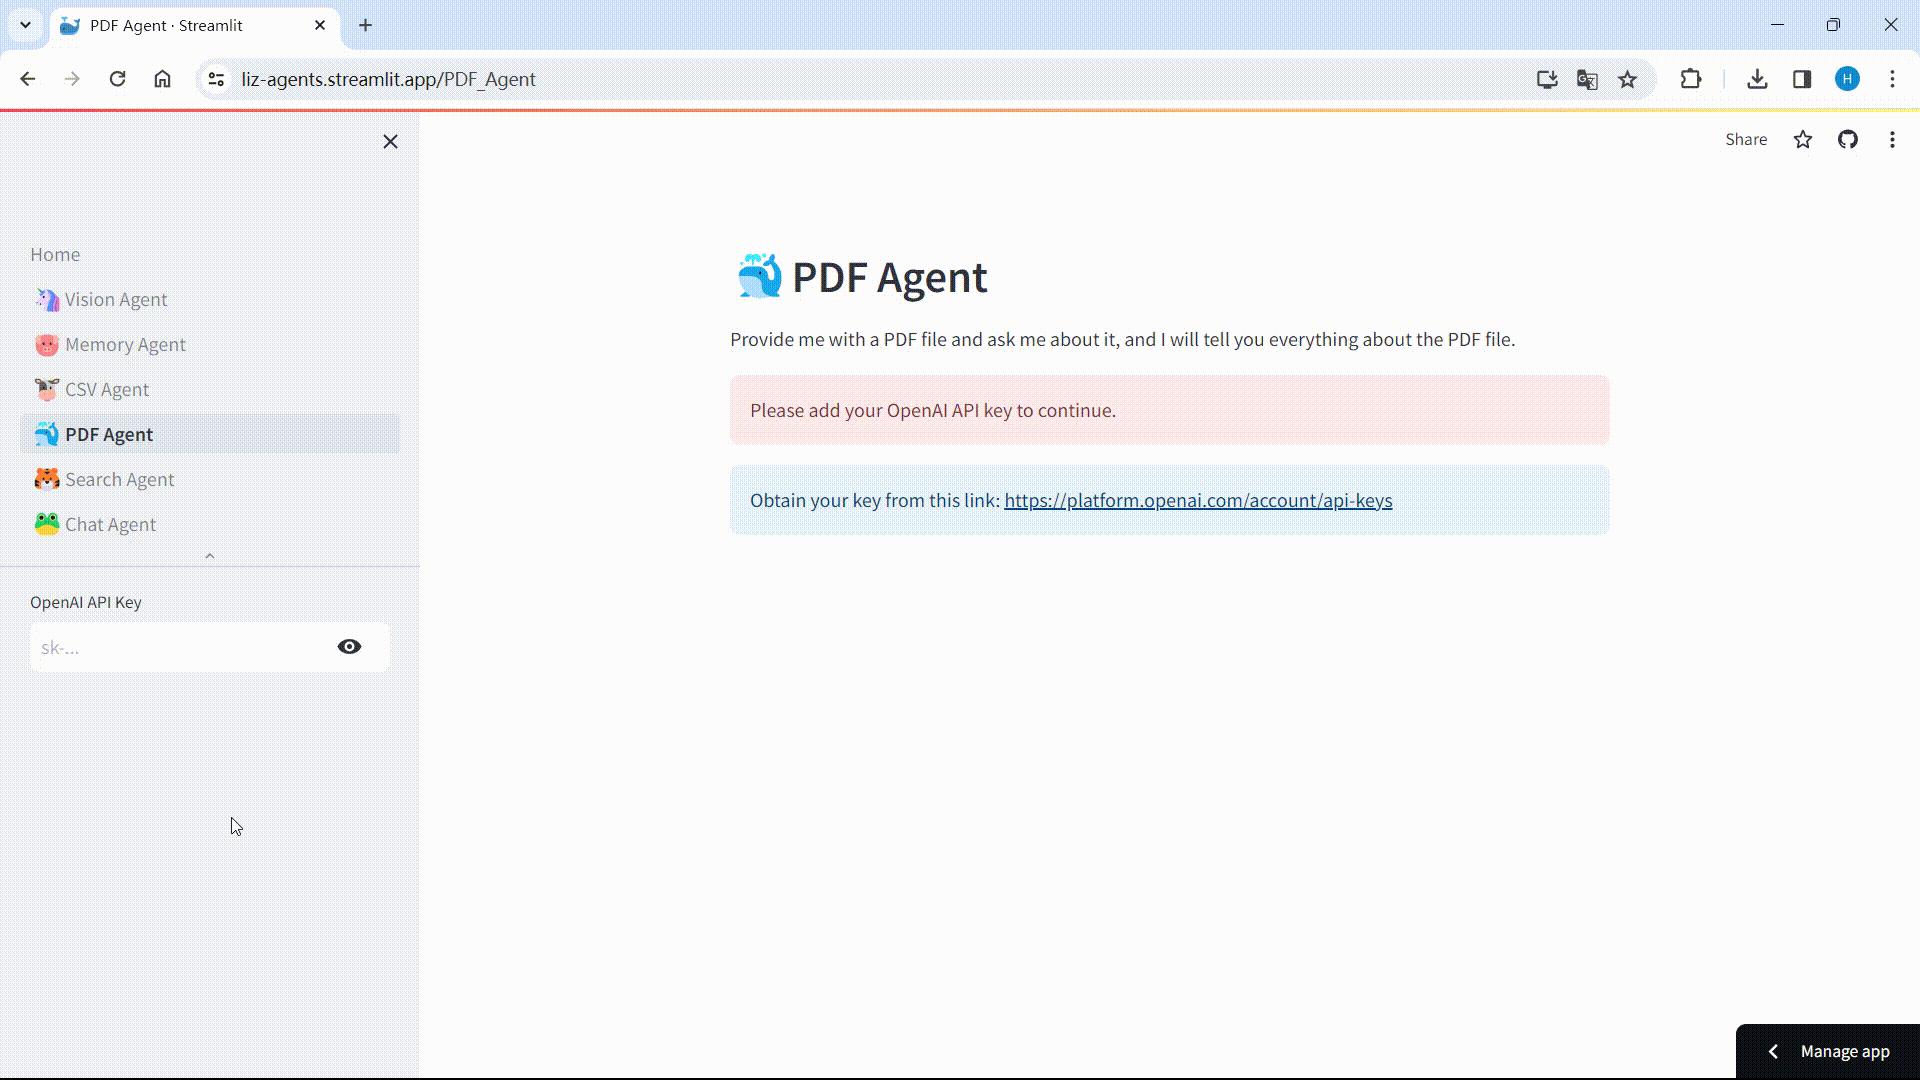 PDF Agent · Streamlit
liz-agents.streamlit.app/PDF_Agent
H
Share
Home
Vision Agent
Memory Agent
CSV Agent
PDF Agent
Search Agent
Chat Agent
OpenAI API Key
sk-...
PDF Agent
Provide me with a PDF file and ask me about it, and I will tell you everything about the PDF file.
Please add your OpenAI API key to continue.
Obtain your key from this link: https://platform.openai.com/account/api-keys
Manage app